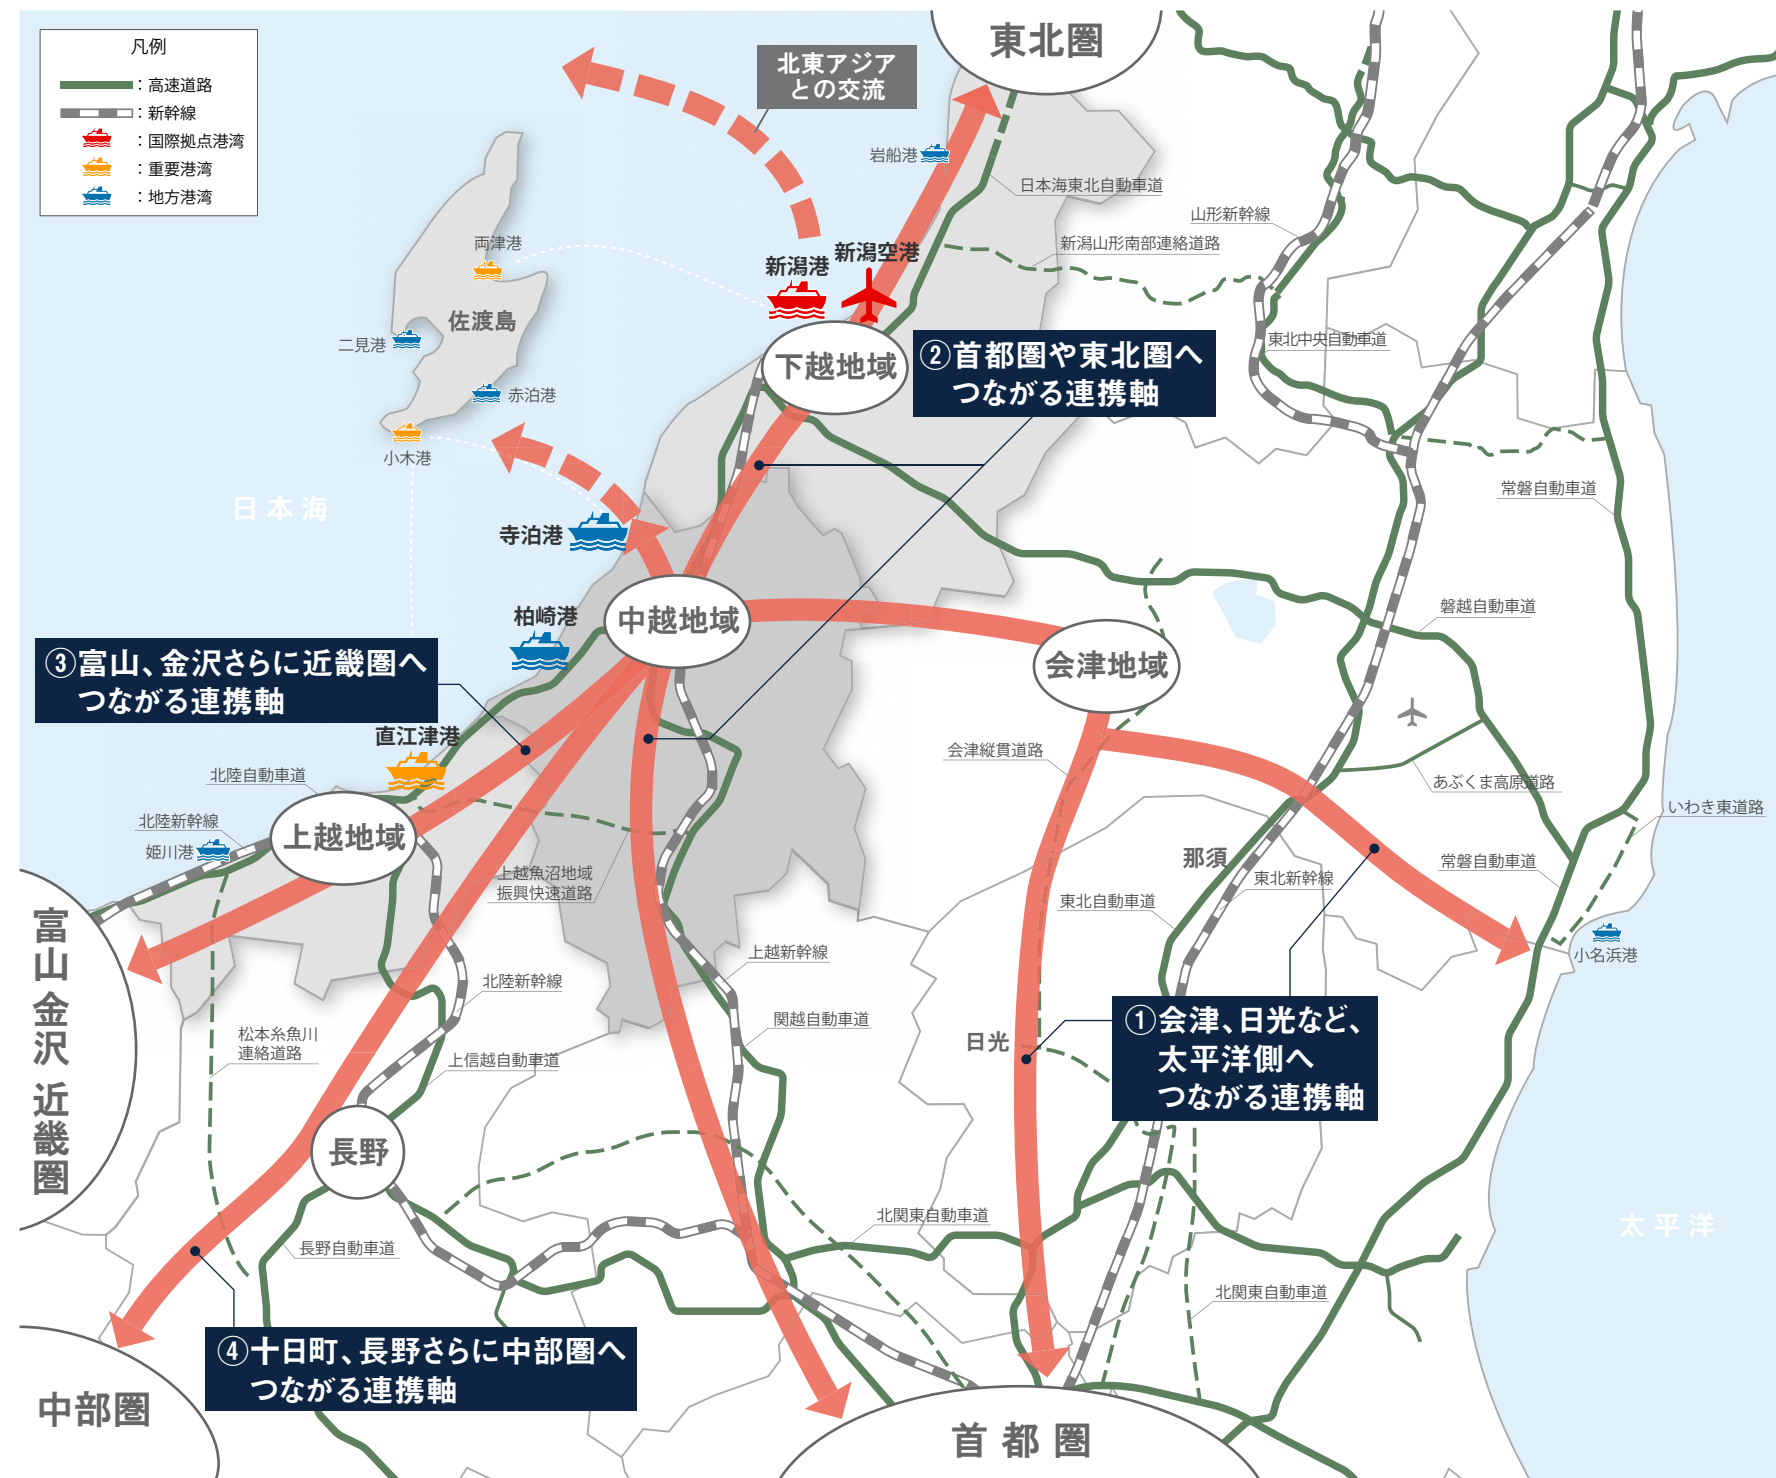 凡例
：高速道路
：新幹線
：国際拠点港湾
：重要港湾
：地方港湾
東北圏
北東アジア
との交流
岩船港
日本海東北自動車道
山形新幹線
新潟山形南部連絡道路
両津港
新潟港
新潟空港
佐渡島
二見港
赤泊港
小木港
下越地域
②首都圏や東北圏へ
つながる連携軸
東北中央自動車道
日本海
寺泊港
常磐自動車道
柏崎港
中越地域
磐越自動車道
会津地域
③富山、金沢さらに近畿圏へ
つながる連携軸
直江津港
会津縦貫道路
北陸自動車道
あぶくま高原道路
いわき東道路
北陸新幹線
姫川港
上越地域
那須
常磐自動車道
上越魚沼地域
振興快速道路
東北新幹線
東北自動車道
富山 金沢 近畿圏
小名浜港
上越新幹線
北陸新幹線
関越自動車道
松本糸魚川
連絡道路
上信越自動車道
日光
①会津、日光など、
太平洋側へ
つながる連携軸
長野
北関東自動車道
太平洋
長野自動車道
北関東自動車道
④十日町、長野さらに中部圏へ
つながる連携軸
中部圏
首都圏